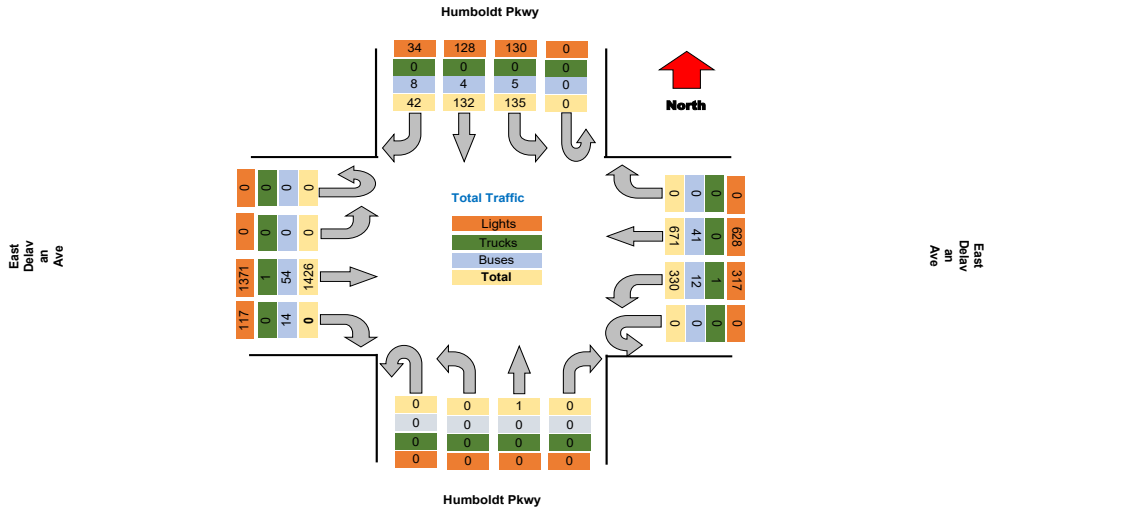 Humboldt Pkwy
34 128 130 0
0 0 0 0
8 4 5 0
42 132 135 0
North
0 0 0 0
0 0 0 0
1371 1 54 1426
117 0 14 0
East
Delav
an
Ave
Total Traffic
Lights
Trucks
Buses
Total
0 0 0 0
671 41 0 628
330 12 1 317
0 0 0 0
East
Delav
an
Ave
0 0 1 0
0 0 0 0
0 0 0 0
0 0 0 0
Humboldt Pkwy